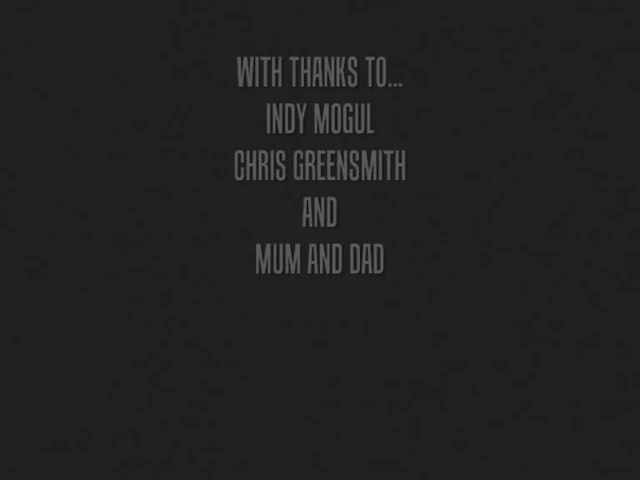 WITH THANKS TO...
INDY MOGUL
CHRIS GREENSMITH
AND
MUM AND DAD